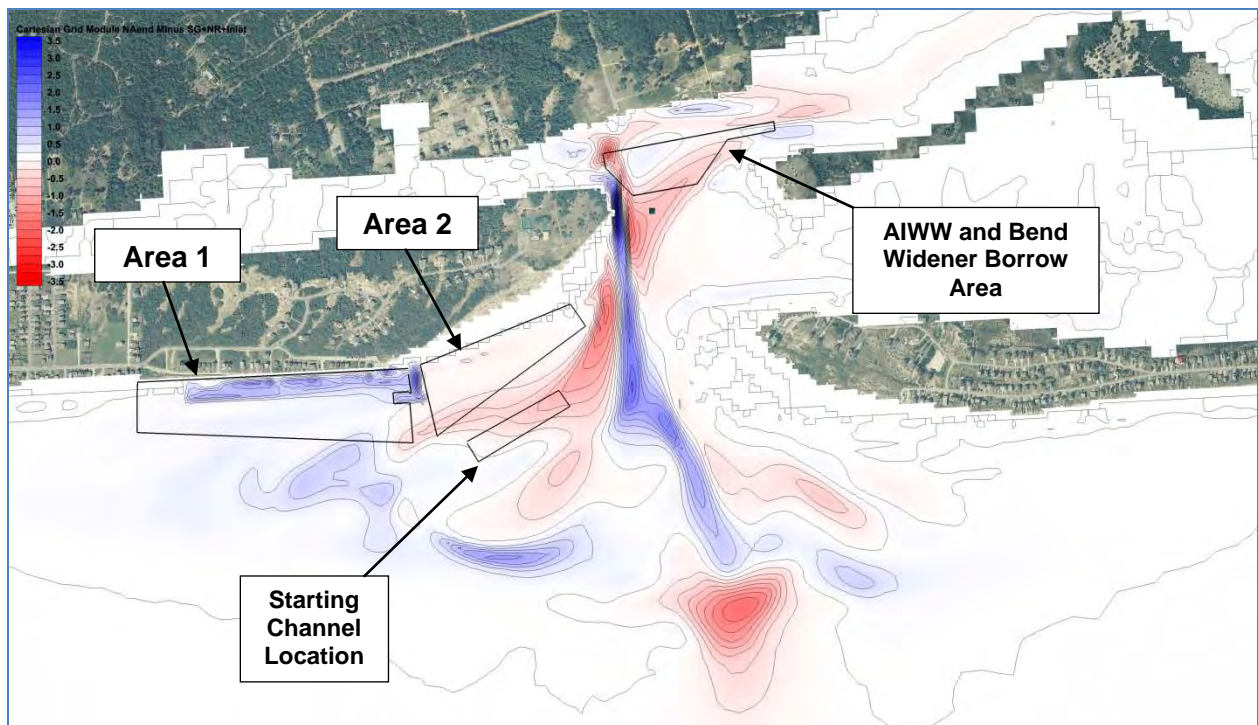 Cartesian Grid Module NAend Minus SG+NR+Inlet
3.5
3.0
2.5
2.0
1.5
1.0
0.5
0.0
-0.5
-1.0
-1.5
-2.0
-2.5
-3.0
-3.5
Area 1
Area 2
AIWW and Bend
Widener Borrow
Area
Starting
Channel
Location